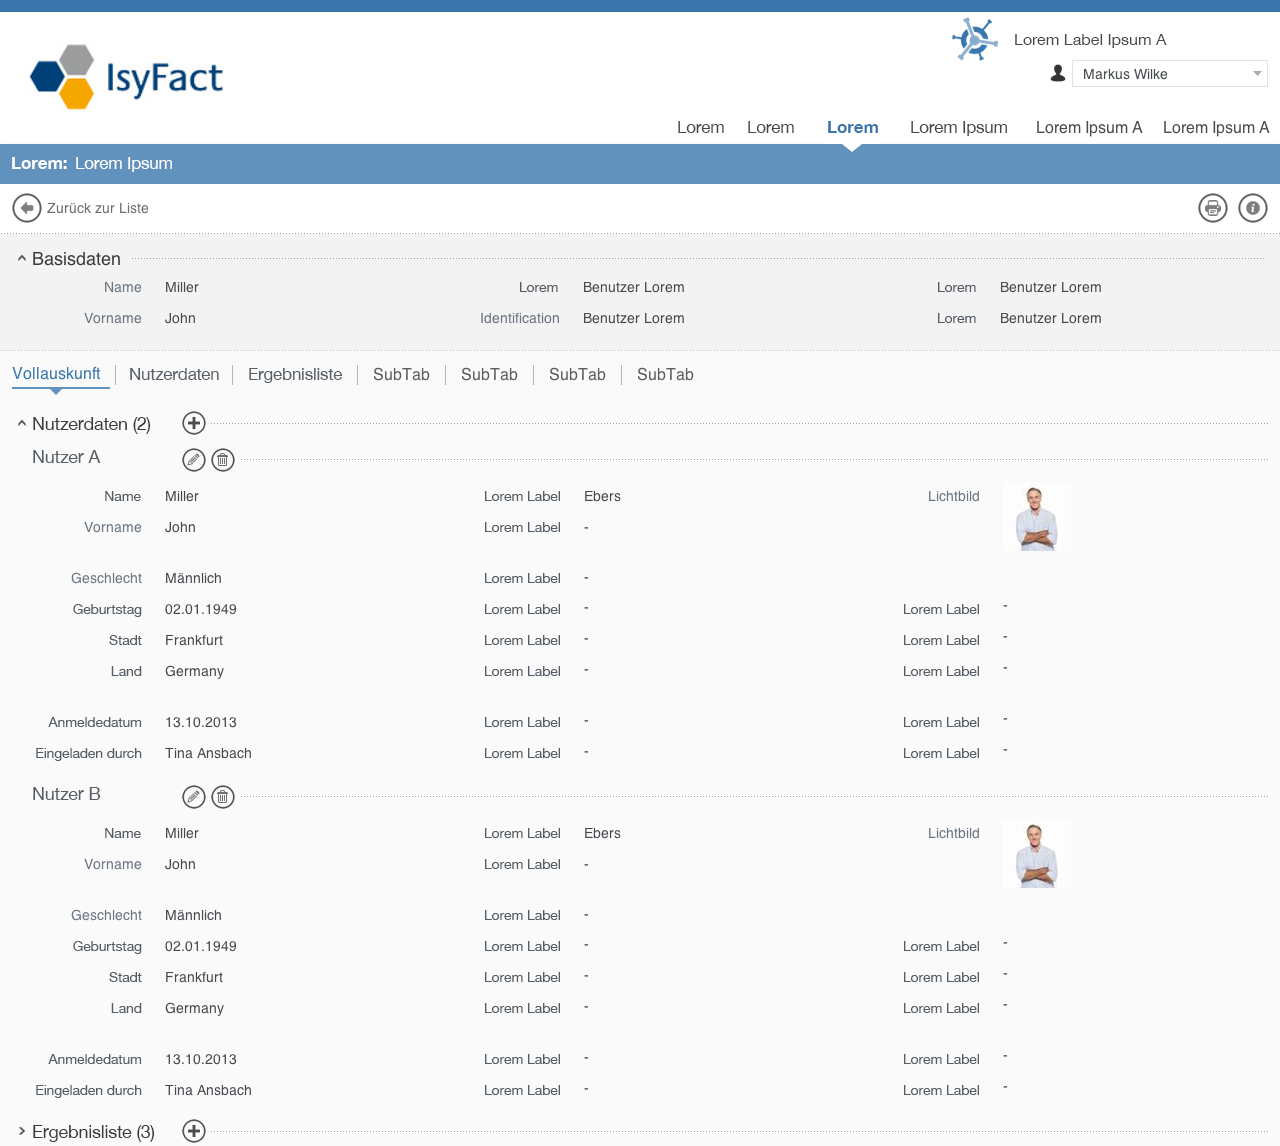 Lorem Label Ipsum A
IsyFact
Markus Wilke
Lorem Lorem Lorem Lorem Ipsum Lorem Ipsum A Lorem Ipsum A
Lorem: Lorem Ipsum
Zurück zur Liste
Basisdaten
Name Miller Lorem Benutzer Lorem Lorem Benutzer Lorem
Vorname John Identification Benutzer Lorem Lorem Benutzer Lorem
Vollauskunft Nutzerdaten Ergebnisliste SubTab SubTab SubTab SubTab
Nutzerdaten (2)
Nutzer A
Name Miller Lorem Label Ebers Lichtbild
Vorname John Lorem Label -
Geschlecht Männlich Lorem Label -
Geburtstag 02.01.1949 Lorem Label - Lorem Label -
Stadt Frankfurt Lorem Label - Lorem Label -
Land Germany Lorem Label - Lorem Label -
Anmeldedatum 13.10.2013 Lorem Label - Lorem Label -
Eingeladen durch Tina Ansbach Lorem Label - Lorem Label -
Nutzer B
Name Miller Lorem Label Ebers Lichtbild
Vorname John Lorem Label -
Geschlecht Männlich Lorem Label -
Geburtstag 02.01.1949 Lorem Label - Lorem Label -
Stadt Frankfurt Lorem Label - Lorem Label -
Land Germany Lorem Label - Lorem Label -
Anmeldedatum 13.10.2013 Lorem Label - Lorem Label -
Eingeladen durch Tina Ansbach Lorem Label - Lorem Label -
Ergebnisliste (3)